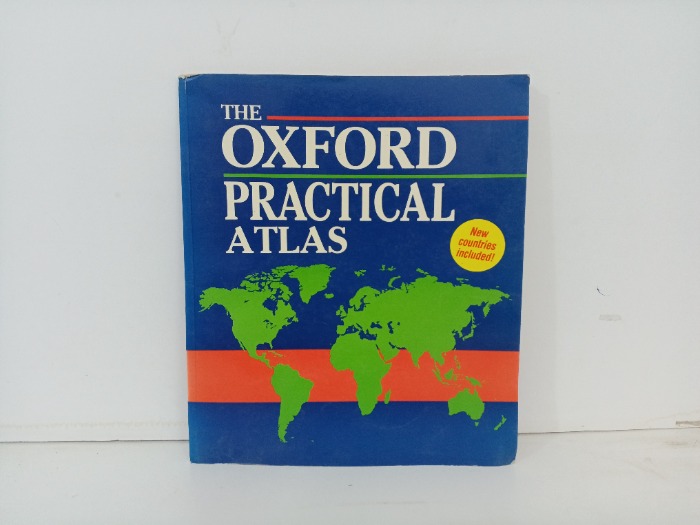 THE
OXFORD
PRACTICAL
ATLAS
New
countries
included!